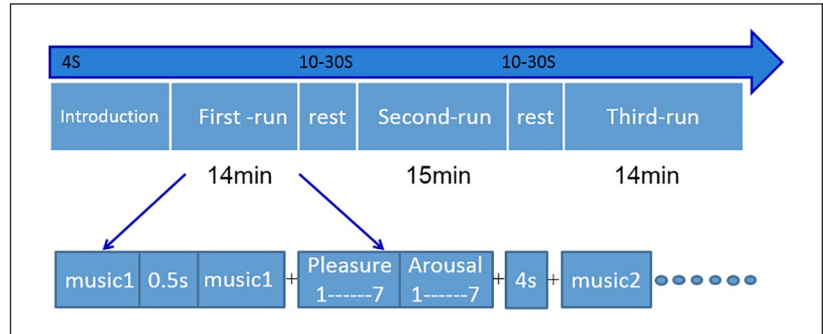 4S 10-30S 10-30S
Introduction First -run rest Second-run rest Third-run
14min 15min 14min
music1 0.5s music1 + Pleasure 1------7 Arousal 1------7 + 4s + music2